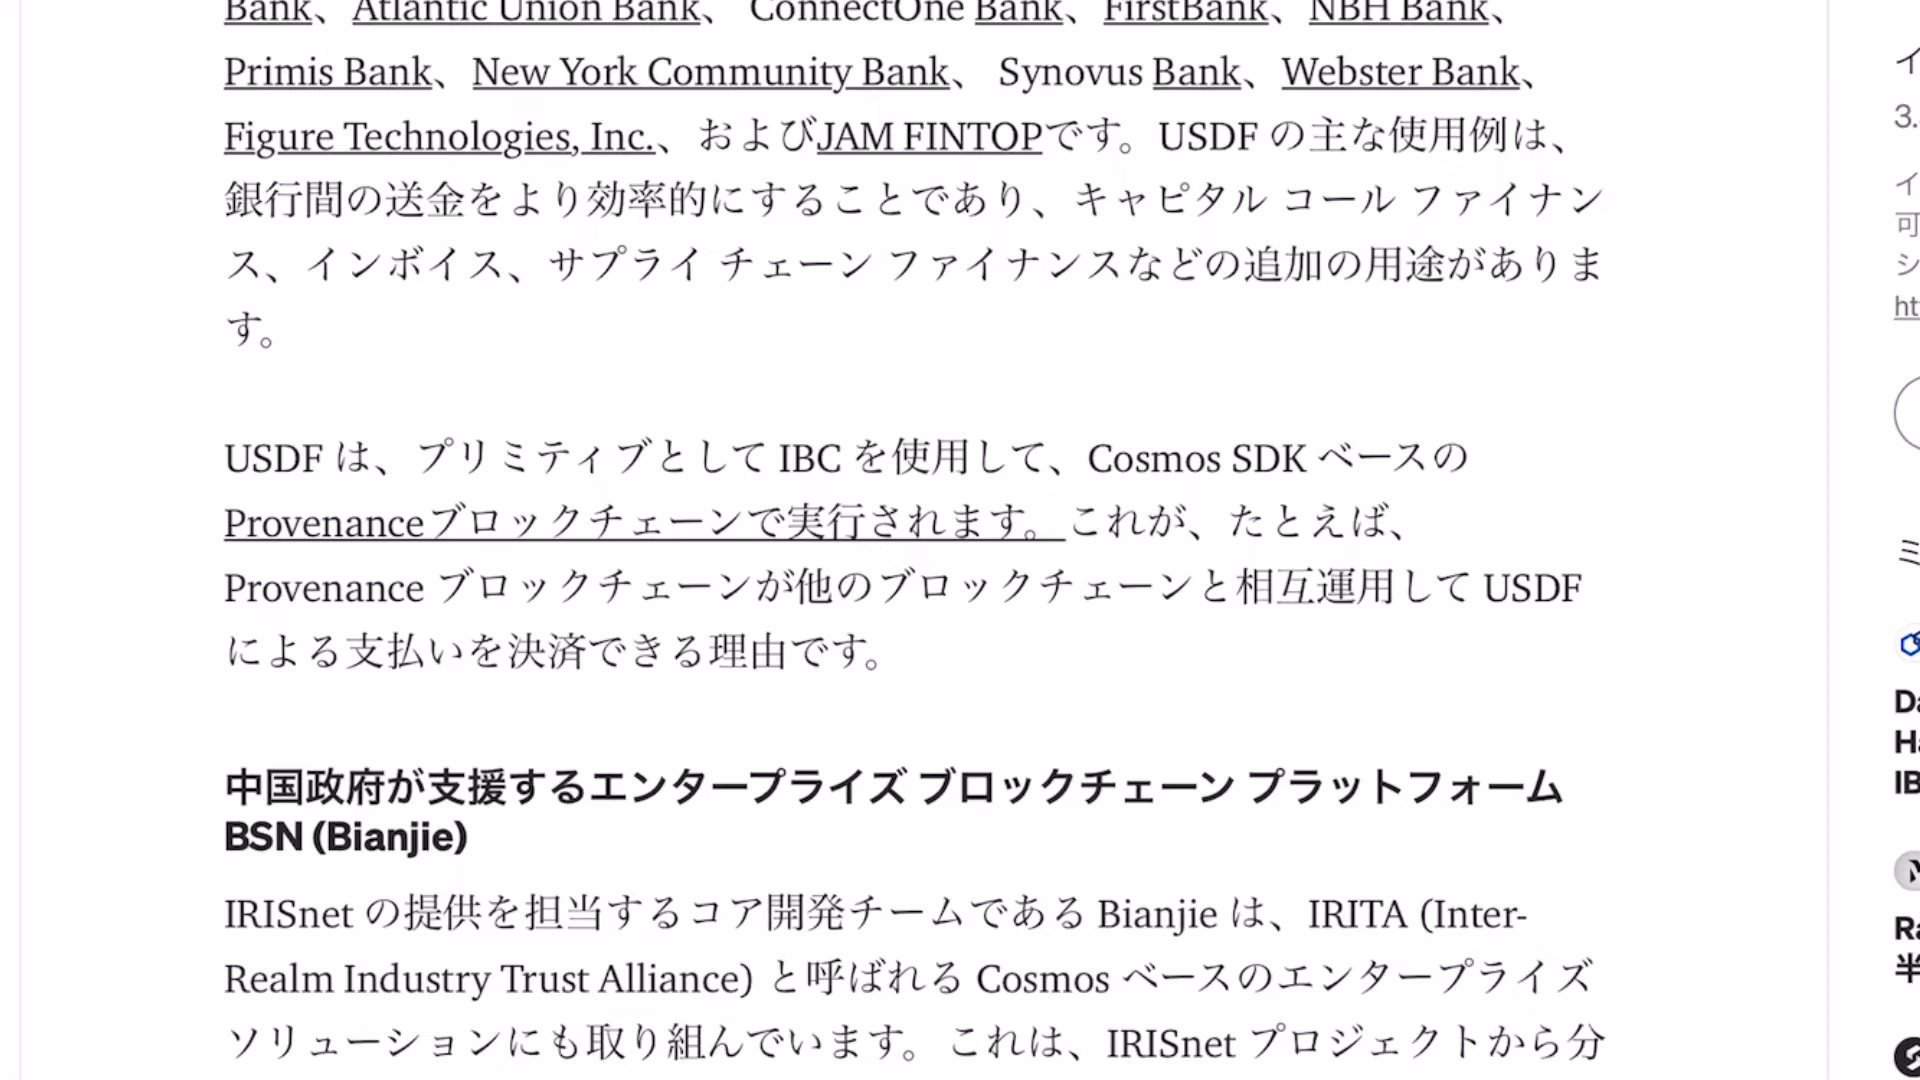 Bank、Atlantic Union Bank、 ConnectOne Bank、FirstBank、NBH Bank、
Primis Bank、New York Community Bank、 Synovus Bank、Webster Bank、
Figure Technologies, Inc.、およびJAM FINTOPです。USDF の主な使用例は、
銀行間の送金をより効率的にすることであり、キャピタル コール ファイナン
ス、インボイス、サプライ チェーン ファイナンスなどの追加の用途がありま
す。
USDF は、プリミティブとして IBC を使用して、Cosmos SDK ベースの
Provenanceブロックチェーンで実行されます。これが、たとえば、
Provenance ブロックチェーンが他のブロックチェーンと相互運用して USDF
による支払いを決済できる理由です。
中国政府が支援するエンタープライズ ブロックチェーン プラットフォーム
BSN (Bianjie)
IRISnet の提供を担当するコア開発チームである Bianjie は、IRITA (Inter-
Realm Industry Trust Alliance) と呼ばれる Cosmos ベースのエンタープライズ
ソリューションにも取り組んでいます。これは、IRISnet プロジェクトから分
イ
3.
イ
可
シ
ht
ミ
Da
Ha
IB
Ra
半